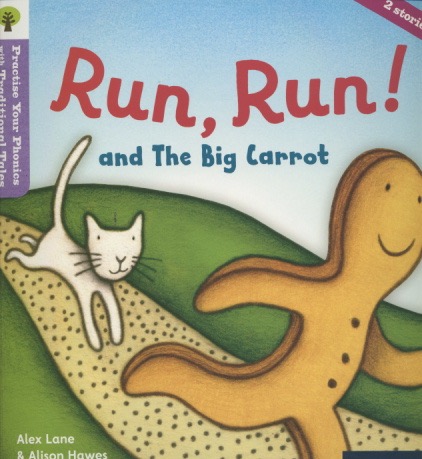 Practise Your Phonics
with Traditional Tales
2 stories
Run, Run!
and The Big Carrot
Alex Lane
& Alison Hawes